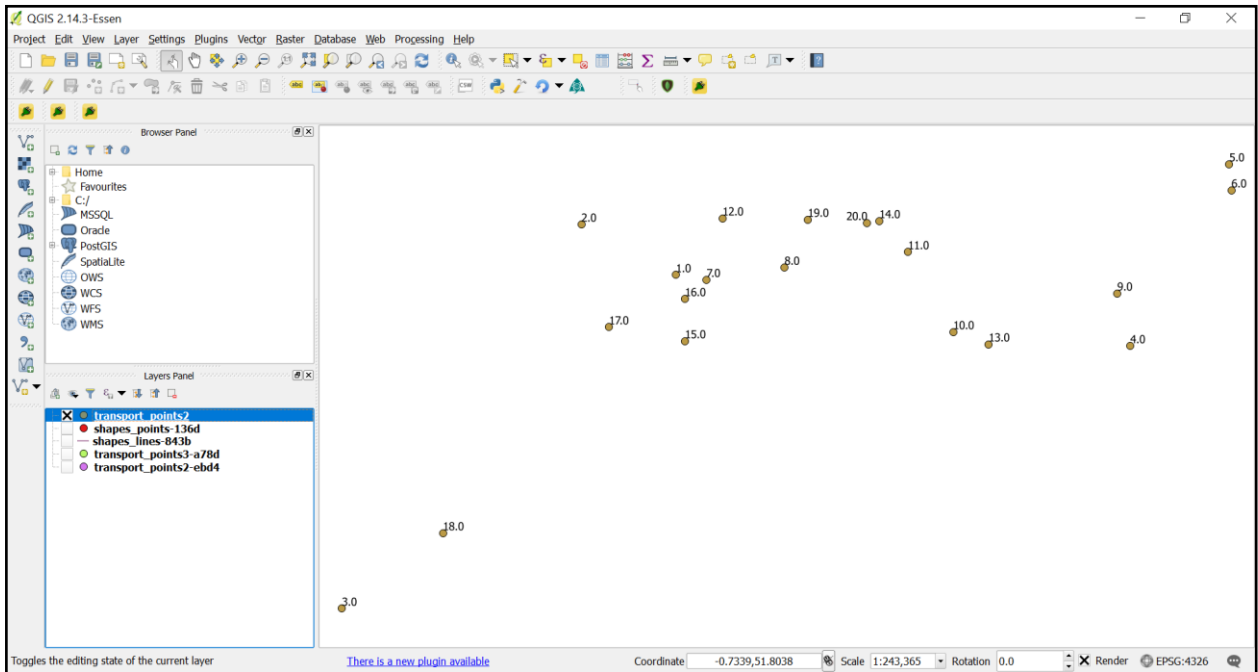 QGIS 2.14.3-Essen
Project Edit View Layer Settings Plugins Vector Raster Database Web Processing Help
CSW
Browser Panel
Home
Favourites
C:/
MSSQL
Oracle
PostGIS
SpatiaLite
OWS
WCS
WFS
WMS
Layers Panel
transport_points2
shapes_points-136d
shapes_lines-843b
transport_points3-a78d
transport_points2-ebd4
5.0
6.0
2.0
12.0
19.0
20.0
14.0
11.0
8.0
1.0
7.0
16.0
9.0
17.0
15.0
10.0
13.0
4.0
18.0
3.0
Toggles the editing state of the current layer There is a new plugin available Coordinate -0.7339,51.8038 Scale 1:243,365 Rotation 0.0 Render EPSG:4326